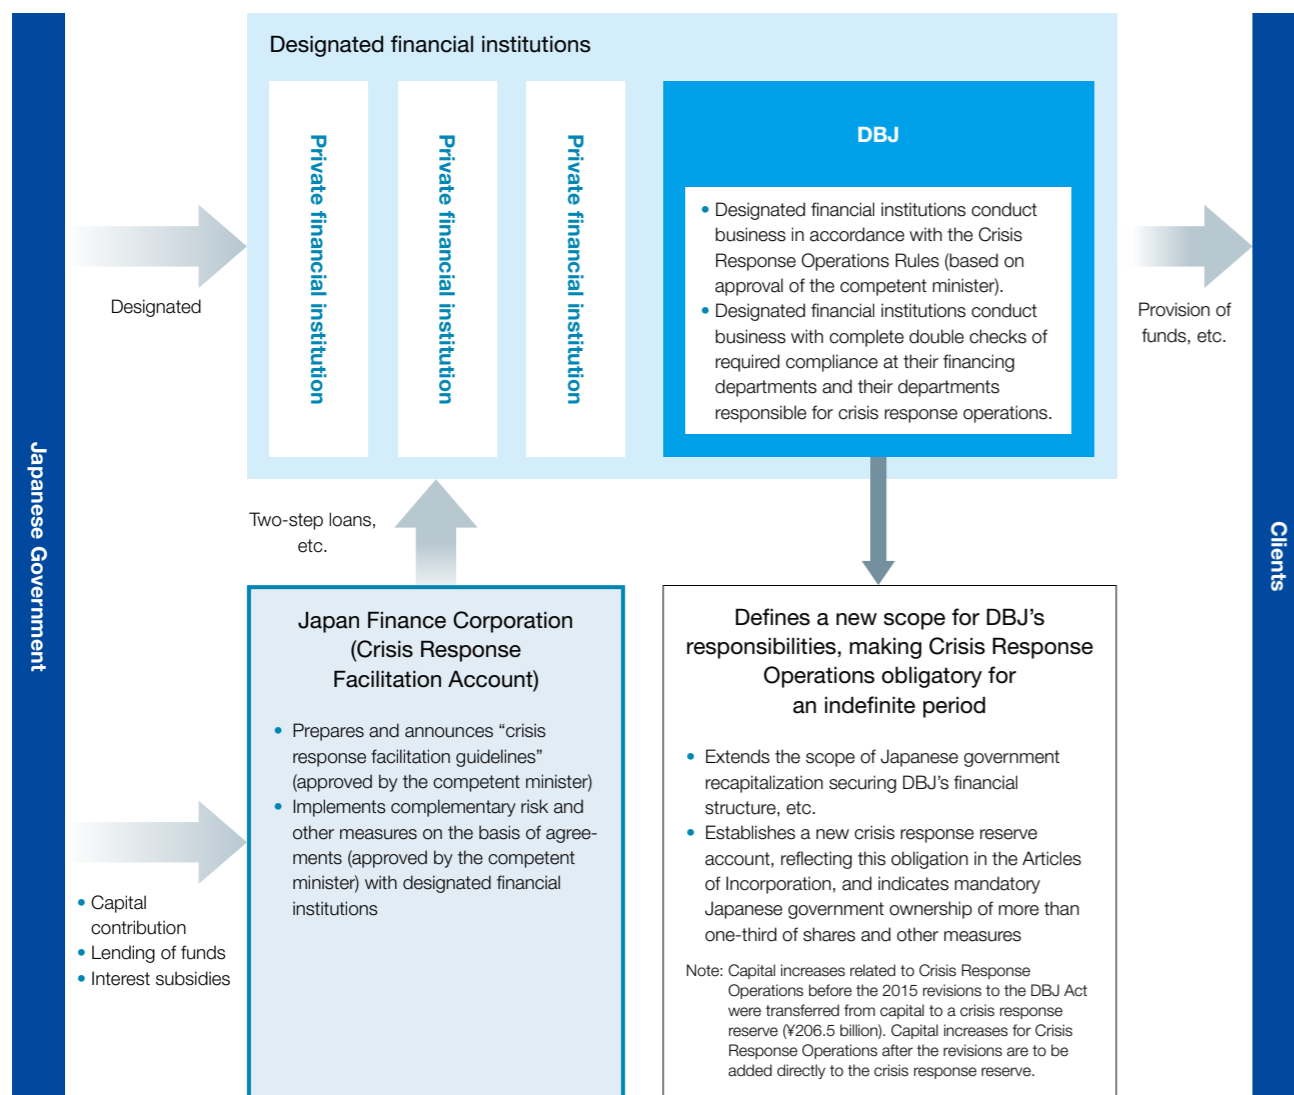 Japanese Government
Designated
Designated financial institutions
Private financial institution
Private financial institution
Private financial institution
DBJ
• Designated financial institutions conduct
business in accordance with the Crisis
Response Operations Rules (based on
approval of the competent minister).
• Designated financial institutions conduct
business with complete double checks of
required compliance at their financing
departments and their departments
responsible for crisis response operations.
Provision of
funds, etc.
Clients
Two-step loans,
etc.
• Capital
contribution
• Lending of funds
• Interest subsidies
Japan Finance Corporation
(Crisis Response
Facilitation Account)
• Prepares and announces “crisis
response facilitation guidelines”
(approved by the competent minister)
• Implements complementary risk and
other measures on the basis of agree-
ments (approved by the competent
minister) with designated financial
institutions
Defines a new scope for DBJ’s
responsibilities, making Crisis Response
Operations obligatory for
an indefinite period
• Extends the scope of Japanese government
recapitalization securing DBJ’s financial
structure, etc.
• Establishes a new crisis response reserve
account, reflecting this obligation in the Articles
of Incorporation, and indicates mandatory
Japanese government ownership of more than
one-third of shares and other measures
Note: Capital increases related to Crisis Response
Operations before the 2015 revisions to the DBJ Act
were transferred from capital to a crisis response
reserve (¥206.5 billion). Capital increases for Crisis
Response Operations after the revisions are to be
added directly to the crisis response reserve.